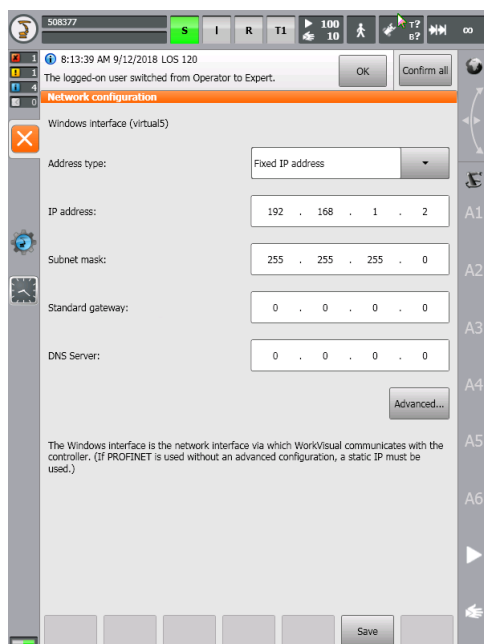 508377
S I R T1 100 10 T? B? ∞
1
1
4
0
8:13:39 AM 9/12/2018 LOS 120
The logged-on user switched from Operator to Expert.
OK
Confirm all
Network configuration
Windows interface (virtual5)
Address type: Fixed IP address
IP address: 192 . 168 . 1 . 2
Subnet mask: 255 . 255 . 255 . 0
Standard gateway: 0 . 0 . 0 . 0
DNS Server: 0 . 0 . 0 . 0
Advanced...
The Windows interface is the network interface via which WorkVisual communicates with the
controller. (If PROFINET is used without an advanced configuration, a static IP must be
used.)
Save
A1
A2
A3
A4
A5
A6